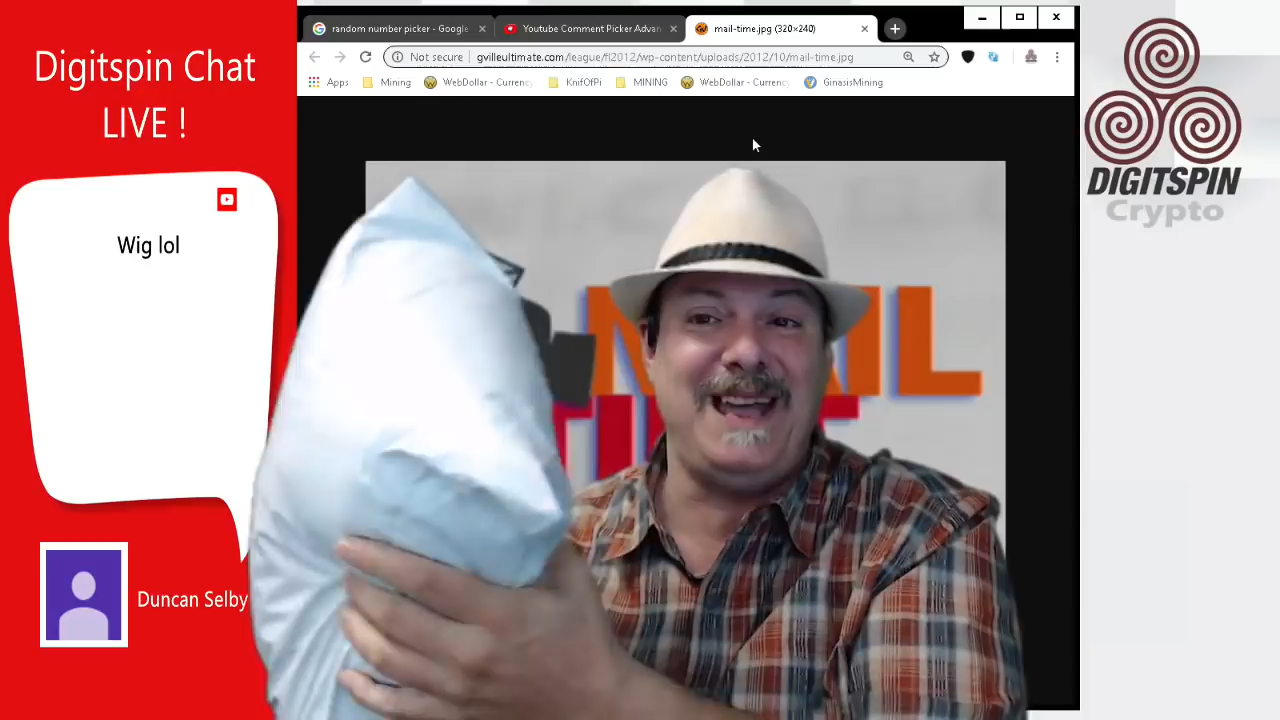 Digitspin Chat
LIVE !
Wig lol
Duncan Selby
random number picker - Google
Youtube Comment Picker Advan
mail-time.jpg (320×240)
Not secure
gvilleultimate.com/league/fl2012/wp-content/uploads/2012/10/mail-time.jpg
Apps
Mining
WebDollar - Currency
KnifOfPi
MINING
WebDollar - Currency
GinasisMining
MAIL
DIGITSPIN
Crypto